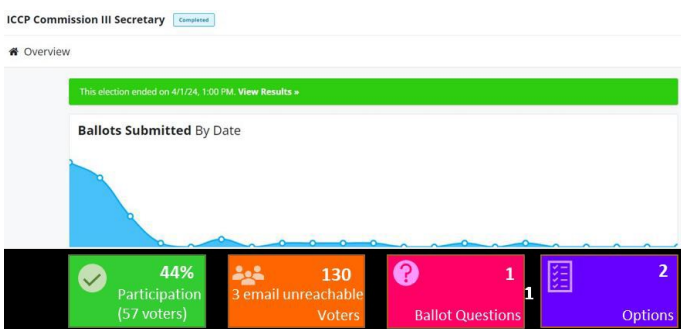 ICCP Commission III Secretary Completed
Overview
This election ended on 4/1/24, 1:00 PM. View Results »
Ballots Submitted By Date
44%
Participation
(57 voters)
130
3 email unreachable
Voters
?
1
Ballot Questions
1
2
Options